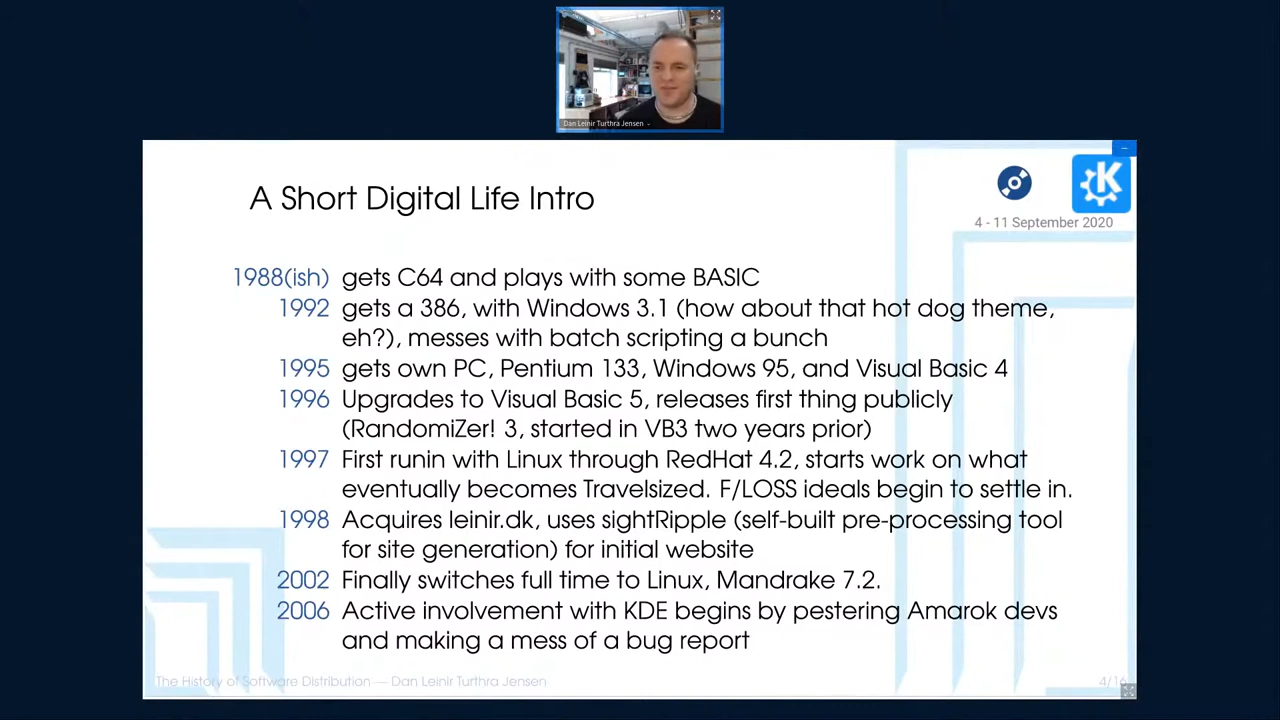 Dan Leinir Turthra Jensen
A Short Digital Life Intro
4 - 11 September 2020
1988(ish) gets C64 and plays with some BASIC
1992 gets a 386, with Windows 3.1 (how about that hot dog theme,
eh?), messes with batch scripting a bunch
1995 gets own PC, Pentium 133, Windows 95, and Visual Basic 4
1996 Upgrades to Visual Basic 5, releases first thing publicly
(RandomiZer! 3, started in VB3 two years prior)
1997 First runin with Linux through RedHat 4.2, starts work on what
eventually becomes Travelsized. F/LOSS ideals begin to settle in.
1998 Acquires leinir.dk, uses sightRipple (self-built pre-processing tool
for site generation) for initial website
2002 Finally switches full time to Linux, Mandrake 7.2.
2006 Active involvement with KDE begins by pestering Amarok devs
and making a mess of a bug report
The History of Software Distribution — Dan Leinir Turthra Jensen
4/16